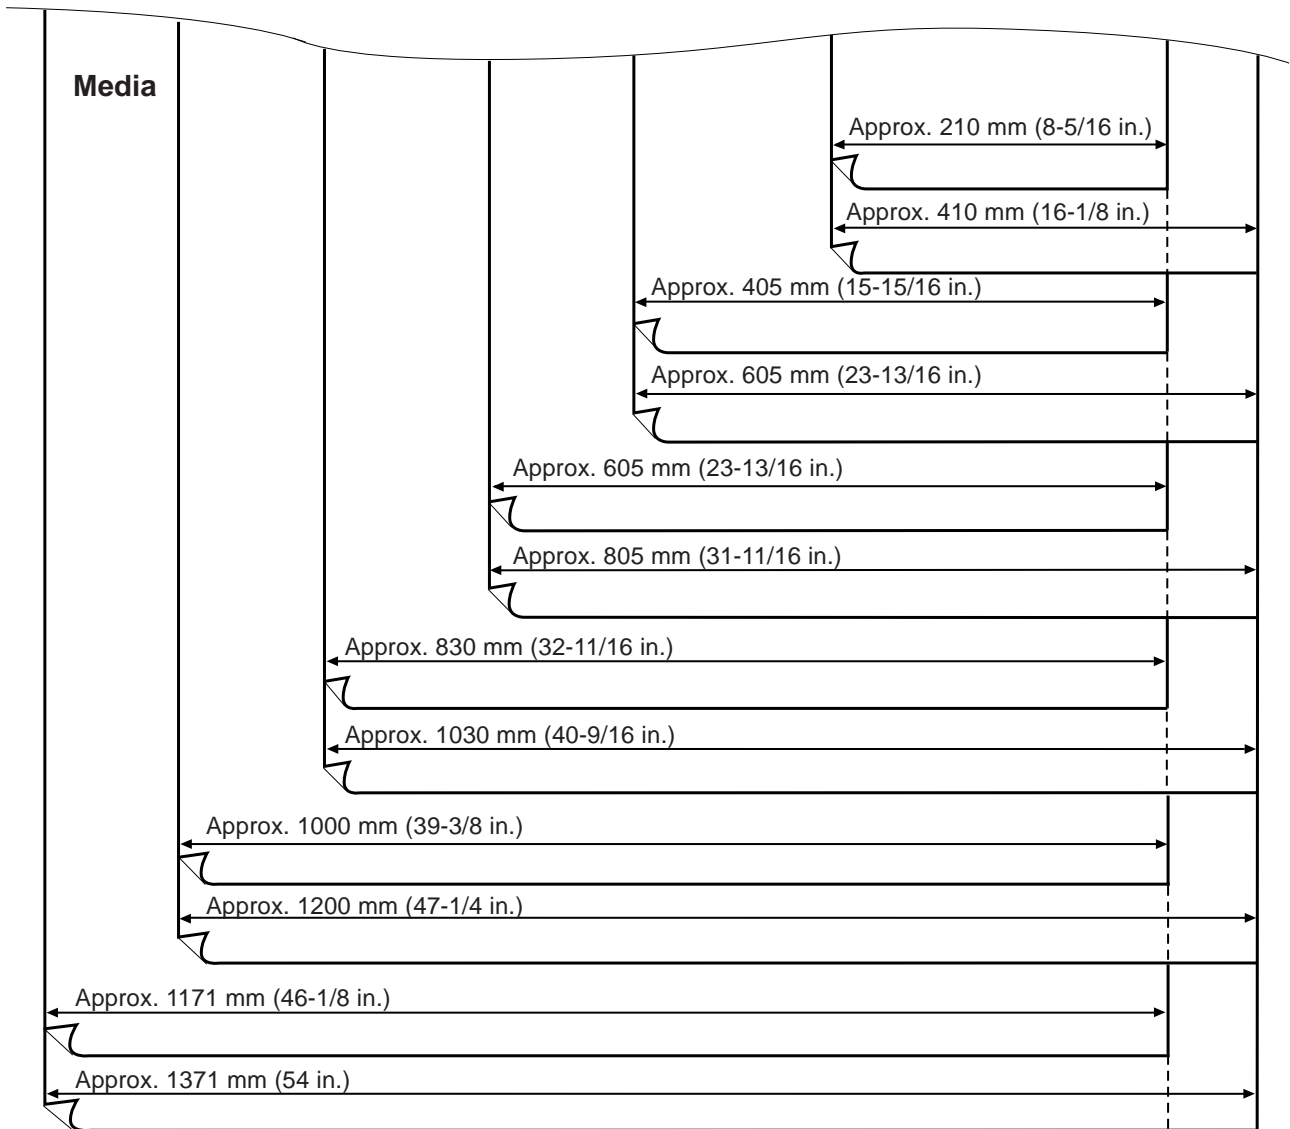 Media
Approx. 210 mm (8-5/16 in.)
Approx. 410 mm (16-1/8 in.)
Approx. 405 mm (15-15/16 in.)
Approx. 605 mm (23-13/16 in.)
Approx. 605 mm (23-13/16 in.)
Approx. 805 mm (31-11/16 in.)
Approx. 830 mm (32-11/16 in.)
Approx. 1030 mm (40-9/16 in.)
Approx. 1000 mm (39-3/8 in.)
Approx. 1200 mm (47-1/4 in.)
Approx. 1171 mm (46-1/8 in.)
Approx. 1371 mm (54 in.)